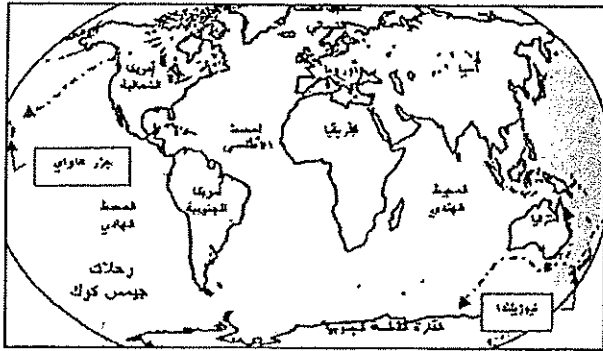 أمريكا
الشمالية
أوروبا
آسيا
المحيط
الأطلسي
إفريقيا
جزر هاواي
أمريكا
الجنوبية
المحيط
الهندي
أستراليا
المحيط
الهادي
رحلات
جيمس كوك
نيوزيلندا